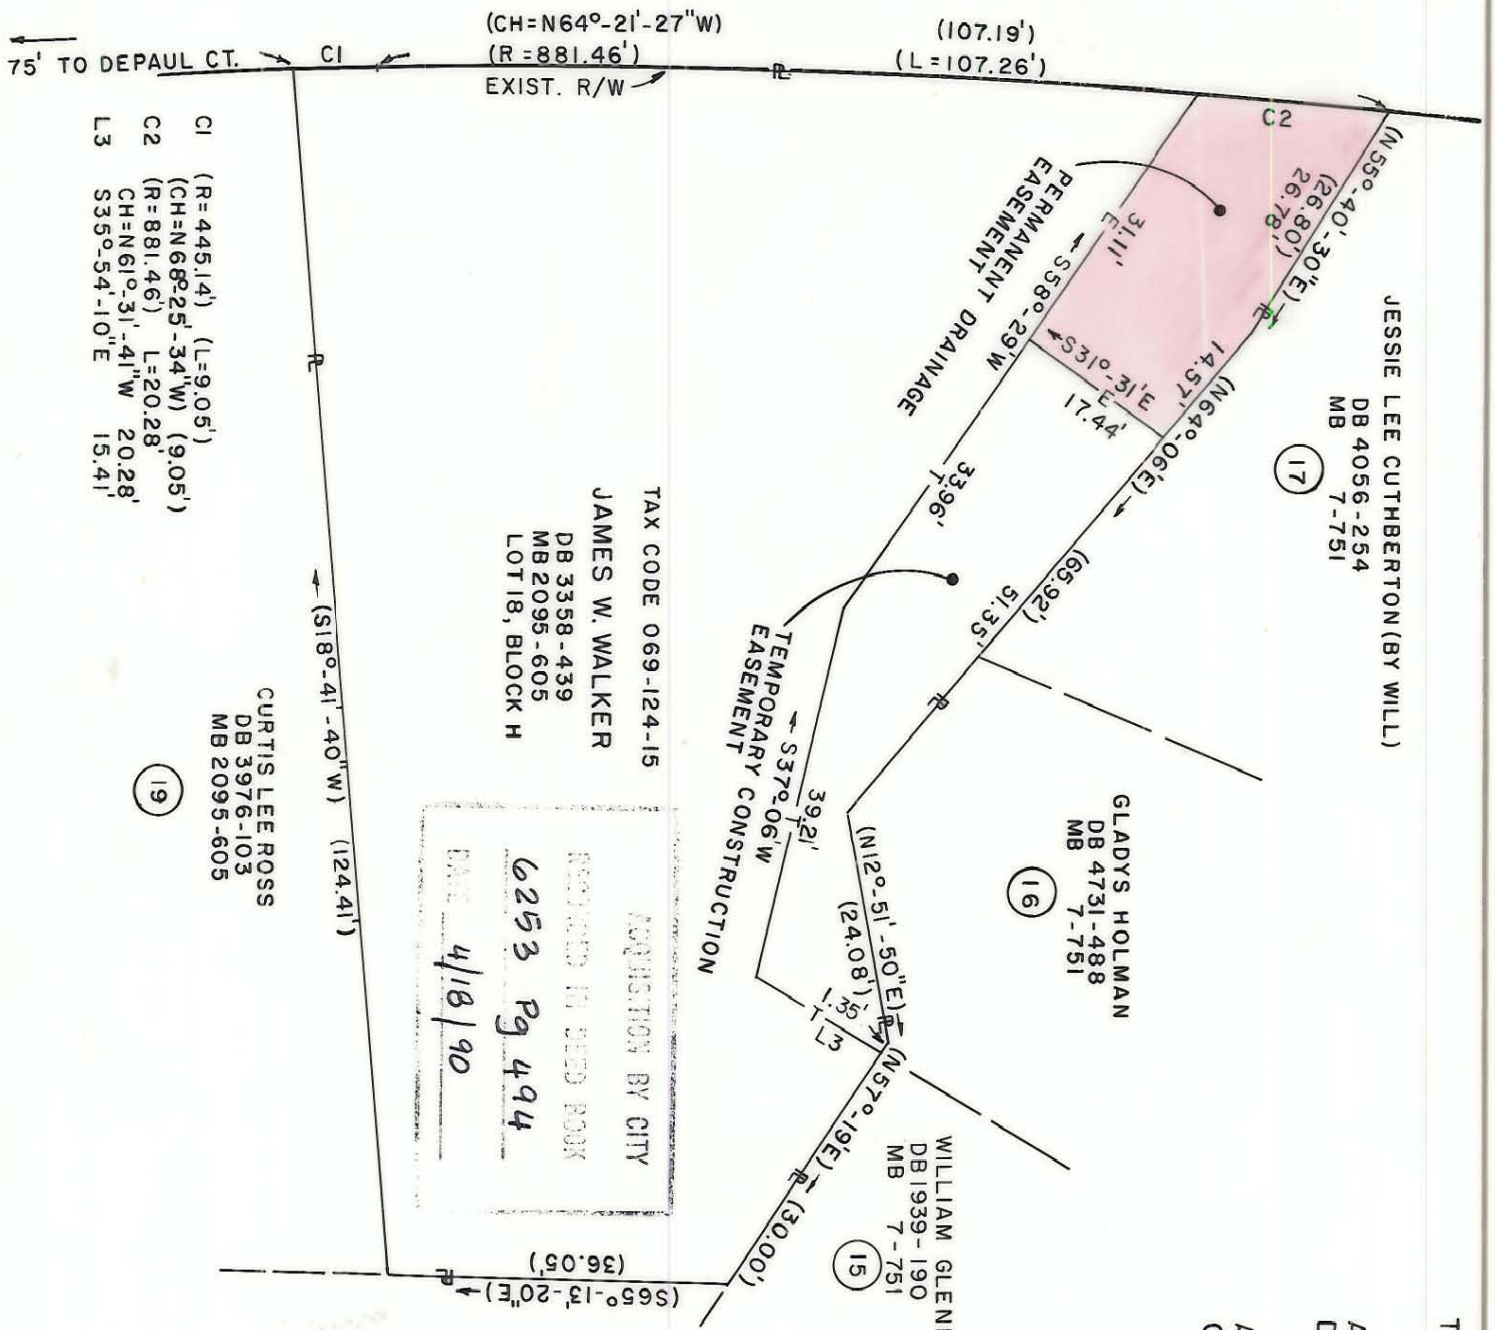 (CH=N64°-21'-27"W)
(R=881.46')
EXIST. R/W
(107.19')
(L=107.26')
75' TO DEPAUL CT.
C1
C2
C1 (R=445.14') (L=9.05')
(CH=N68°-25'-34"W) (9.05')
C2 (R=881.46') L=20.28'
CH=N61°-31'-41"W 20.28'
L3 S35°-54'-10"E 15.41'
PERMANENT DRAINAGE
EASEMENT
31.11'
E
S58°-29'W
(N55°-40'-30"E)
(26.80')
26.78'
S31°-31'E
E
17.44'
14.57'
(N64°-06'E)
(65.92')
51.35'
33.96'
T
JESSIE LEE CUTHBERTON (BY WILL)
DB 4056-254
MB 7-751
17
TAX CODE 069-124-15
JAMES W. WALKER
DB 3358-439
MB 2095-605
LOT 18, BLOCK H
TEMPORARY CONSTRUCTION
EASEMENT
S37°-06'W
39.21'
T
GLADYS HOLMAN
DB 4731-488
MB 7-751
16
(N12°-51'-50"E)
(24.08')
1.35'
T
L3
(N57°-19'E)
(30.00')
WILLIAM GLENN
DB 1939-190
MB 7-751
15
(S18°-41'-40"W) (124.41')
CURTIS LEE ROSS
DB 3976-103
MB 2095-605
19
ACQUISITION BY CITY
RECORDED IN DEED BOOK
6253 Pg 494
DATE 4/18/90
(36.05')
(S65°-13'-20"E)